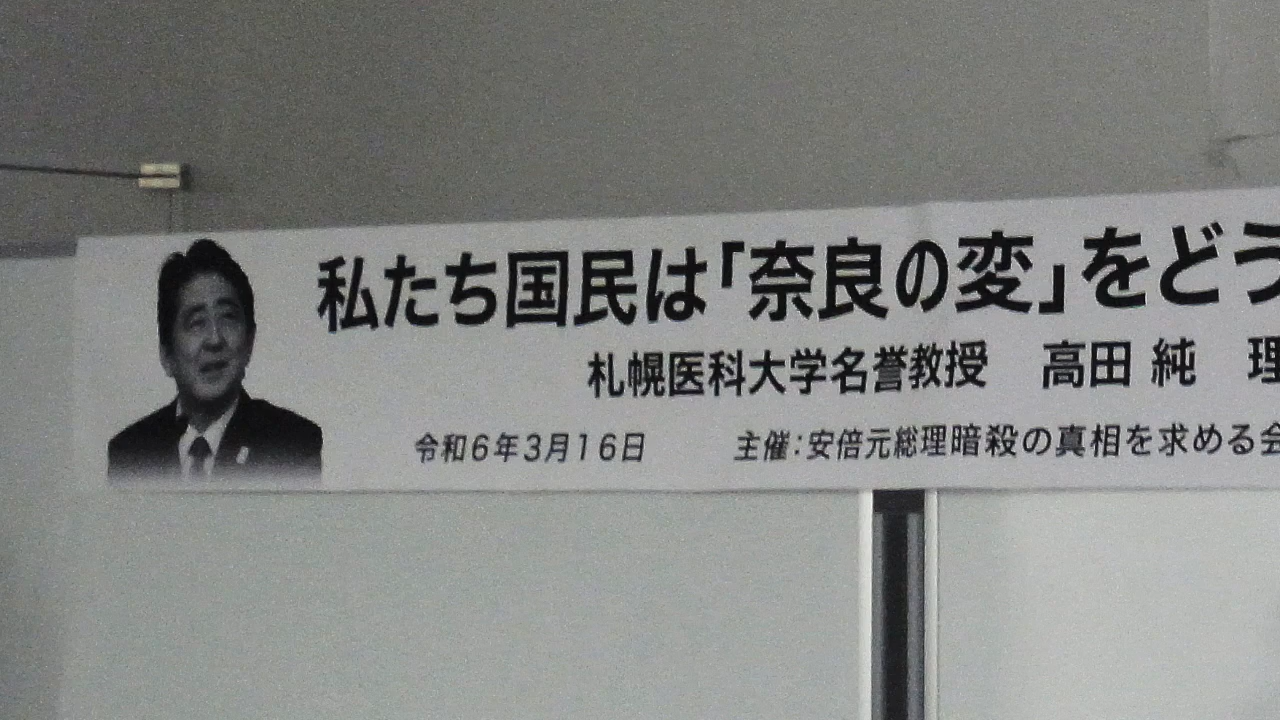 私たち国民は「奈良の変」をどう
札幌医科大学名誉教授 高田 純 理
令和6年3月16日 主催:安倍元総理暗殺の真相を求める会